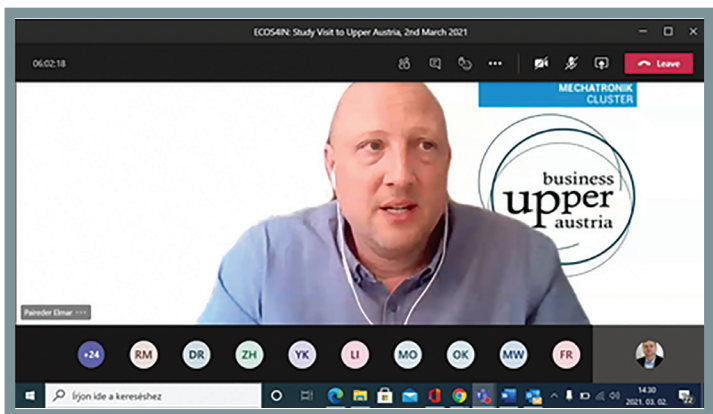 ECOS4IN: Study Visit to Upper Austria, 2nd March 2021
06:02:18
Leave
MECHATRONIK
CLUSTER
business
upper
austria
Paireder Elmar
+24 RM DR ZH YK LI MO OK MW FR
Írjon ide a kereséshez
14:30
2021. 03. 02.
22